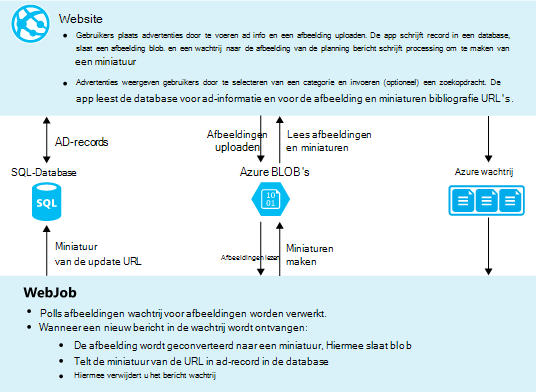 Website
Gebruikers plaats advertenties door te voeren ad info en een afbeelding uploaden. De app schrijft record in een database,
slaat een afbeelding blob. en een wachtrij naar de afbeelding van de planning bericht schrijft processing om te maken van
een miniatuur
Advertenties weergeven gebruikers door te selecteren van een categorie en invoeren (optioneel) een zoekopdracht. De
app leest de database voor ad-informatie en voor de afbeelding en miniaturen bibliografie URL's.
AD-records
Afbeeldingen
uploaden
Lees afbeeldingen
en miniaturen
SQL-Database
Azure BLOB's
Azure wachtrij
SQL
10
01
Miniatuur
van de update URL
Afbeeldingen lezen
Miniaturen
maken
WebJob
Polls afbeeldingen wachtrij voor afbeeldingen worden verwerkt.
Wanneer een nieuw bericht in de wachtrij wordt ontvangen:
De afbeelding wordt geconverteerd naar een miniatuur, Hiermee slaat blob
Telt de miniatuur van de URL in ad-record in de database
Hiermee verwijdert u het bericht wachtrij